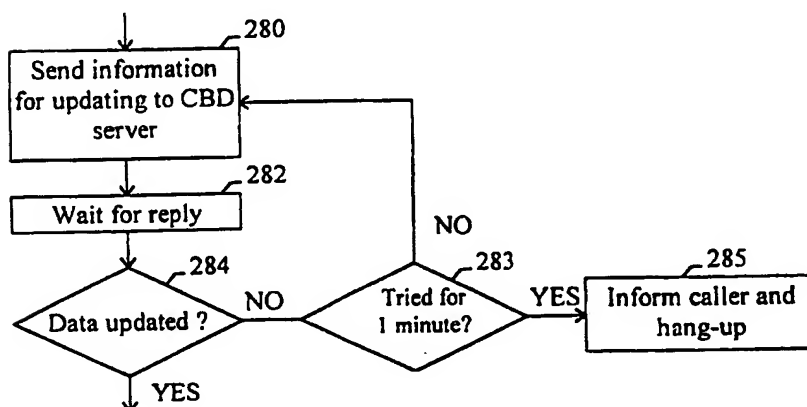 280
Send information
for updating to CBD
server
282
Wait for reply
284
Data updated ?
NO
YES
NO
283
Tried for
1 minute?
YES
285
Inform caller and
hang-up